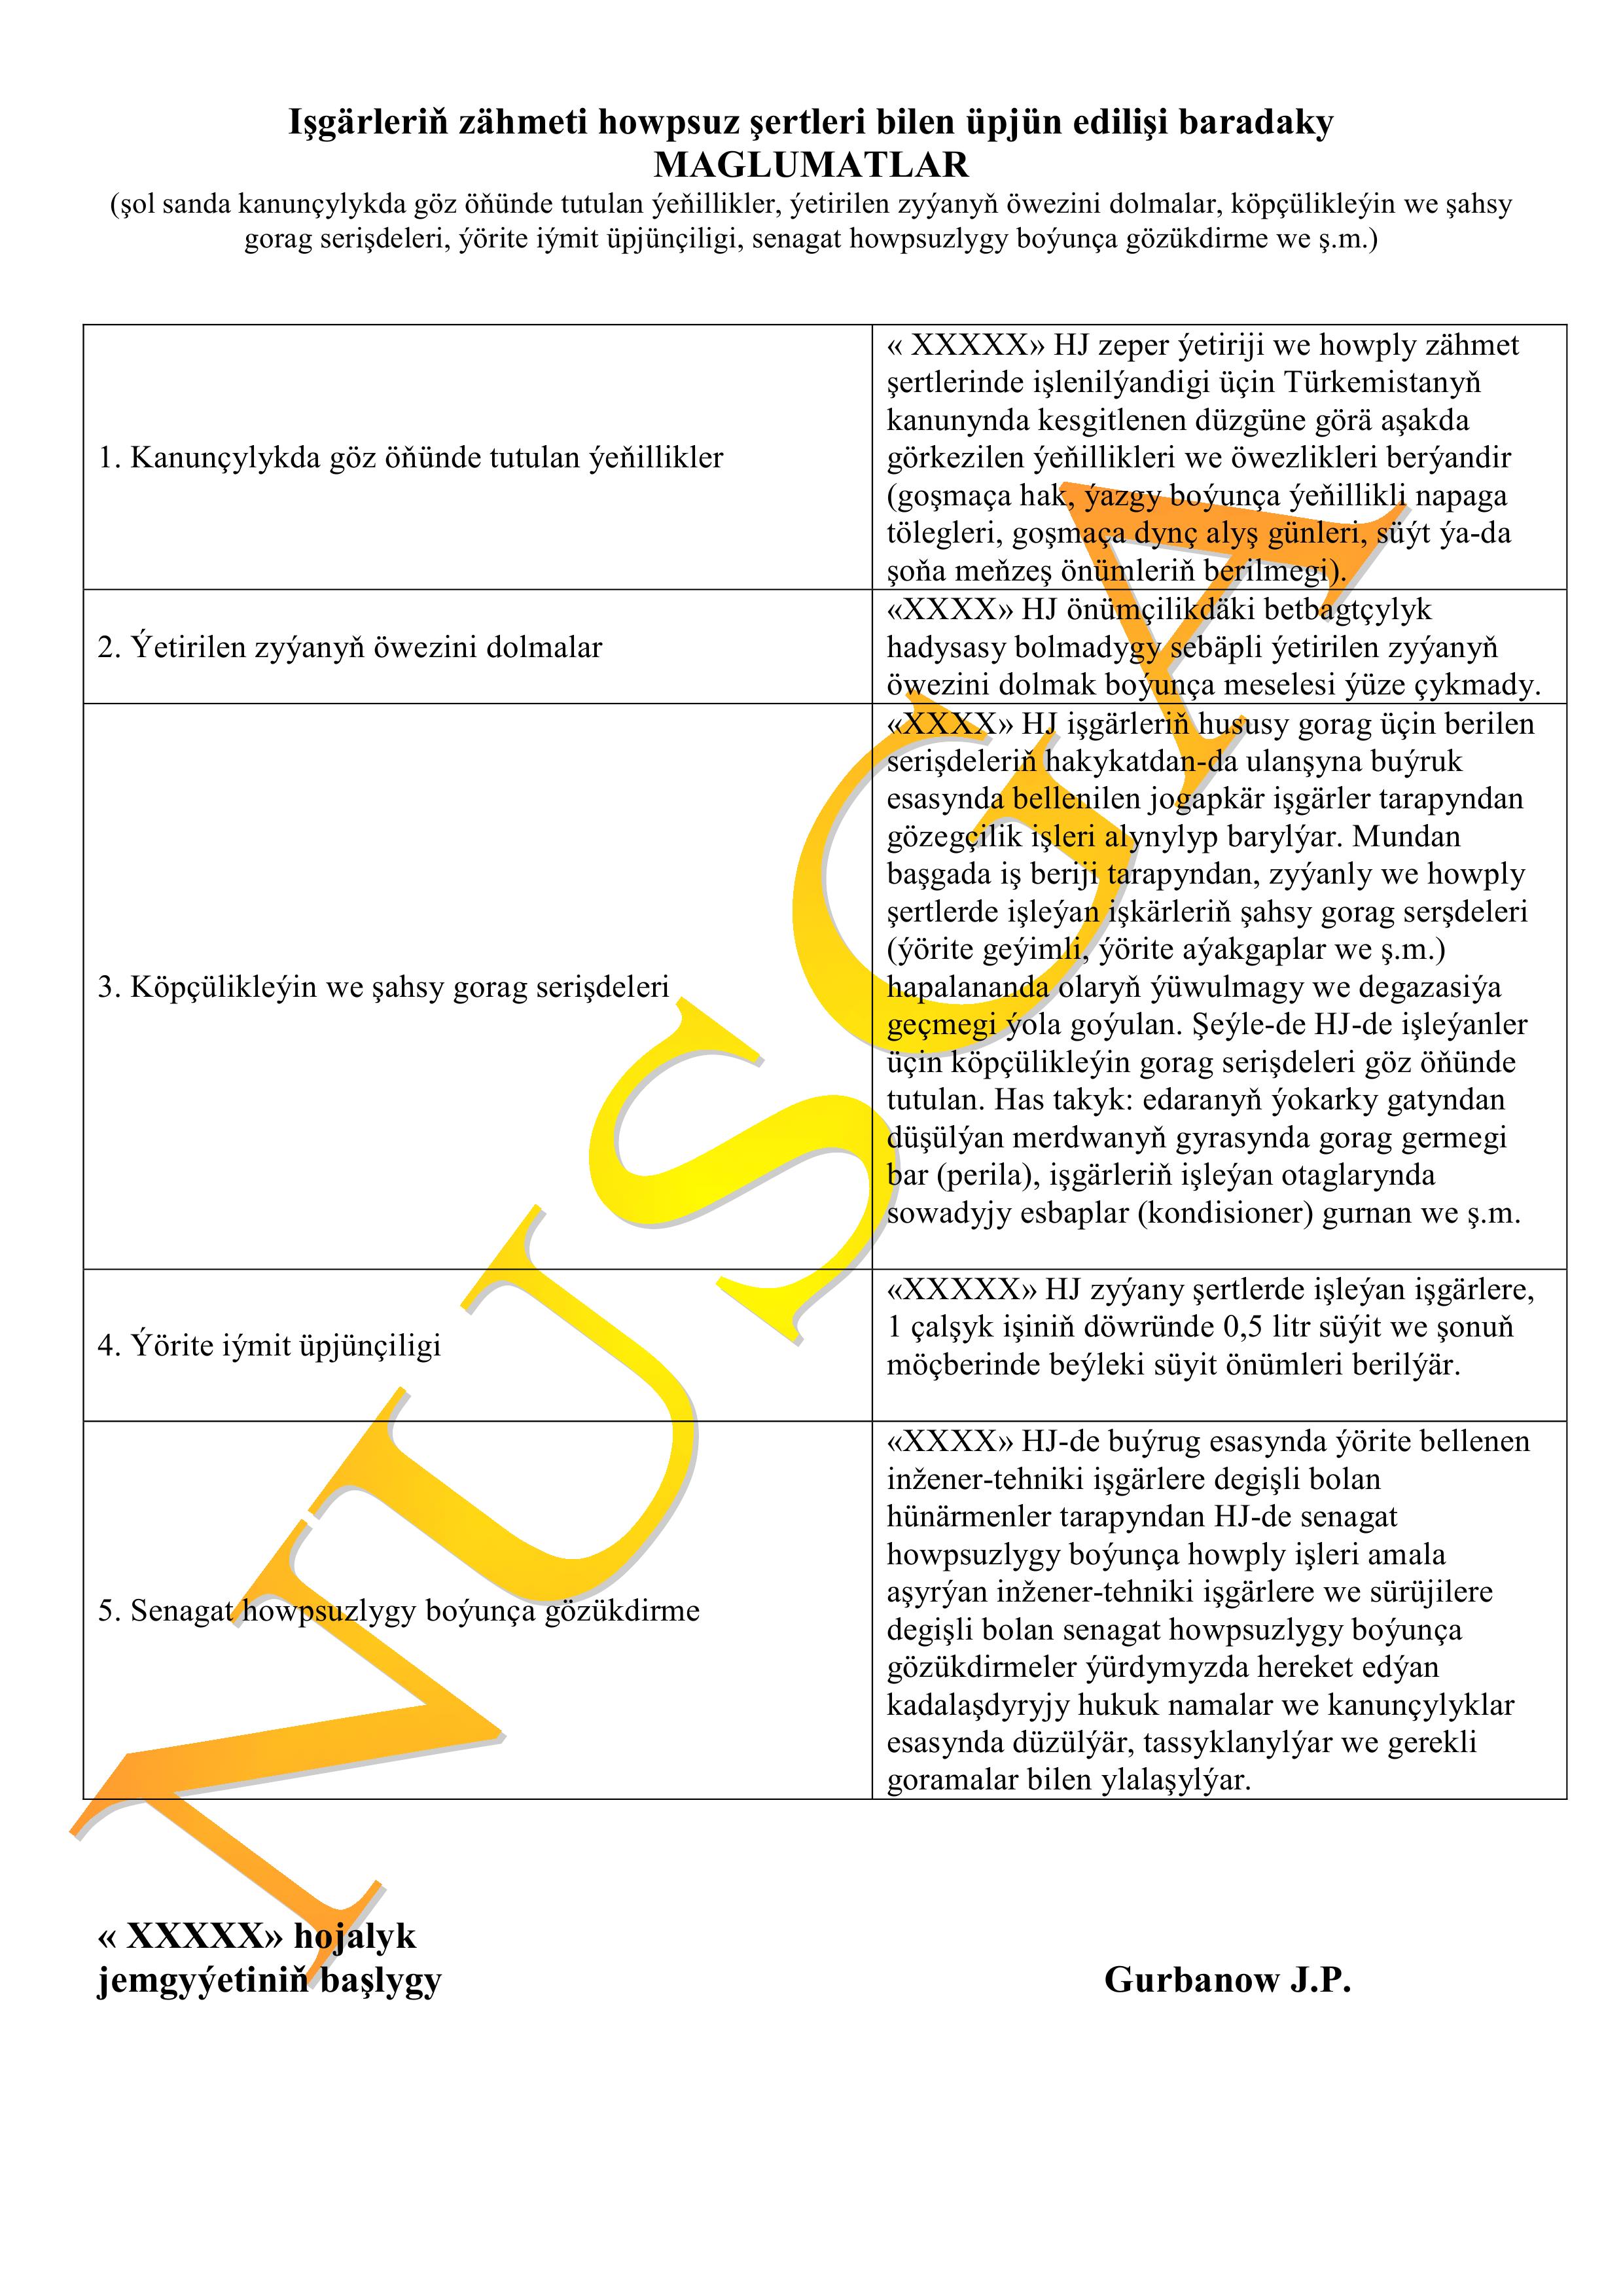 Işgärleriň zähmeti howpsuz şertleri bilen üpjün edilişi baradaky
MAGLUMATLAR
(şol sanda kanunçylykda göz öňünde tutulan ýeňillikler, ýetirilen zyýanyň öwezini dolmalar, köpçülikleýin we şahsy
gorag serişdeleri, ýörite iýmit üpjünçiligi, senagat howpsuzlygy boýunça gözükdirme we ş.m.)
1. Kanunçylykda göz öňünde tutulan ýeňillikler
« XXXXX» HJ zeper ýetiriji we howply zähmet
şertlerinde işlenilýandigi üçin Türkemistanyň
kanunynda kesgitlenen düzgüne görä aşakda
görkezilen ýeňillikleri we öwezlikleri berýandir
(goşmaça hak, ýazgy boýunça ýeňillikli napaga
tölegleri, goşmaça dynç alyş günleri, süýt ýa-da
şoňa meňzeş önümleriň berilmegi).
2. Ýetirilen zyýanyň öwezini dolmalar
«XXXX» HJ önümçilikdäki betbagtçylyk
hadysasy bolmadygy sebäpli ýetirilen zyýanyň
öwezini dolmak boýunça meselesi ýüze çykmady.
3. Köpçülikleýin we şahsy gorag serişdeleri
«XXXX» HJ işgärleriň hususy gorag üçin berilen
serişdeleriň hakykatdan-da ulanşyna buýruk
esasynda bellenilen jogapkär işgärler tarapyndan
gözegçilik işleri alynylyp barylýar. Mundan
başgada iş beriji tarapyndan, zyýanly we howply
şertlerde işleýan işkärleriň şahsy gorag serşdeleri
(ýörite geýimli, ýörite aýakgaplar we ş.m.)
hapalananda olaryň ýüwulmagy we degazasiýa
geçmegi ýola goýulan. Şeýle-de HJ-de işleýanler
üçin köpçülikleýin gorag serişdeleri göz öňünde
tutulan. Has takyk: edaranyň ýokarky gatyndan
düşülýan merdwanyň gyrasynda gorag germegi
bar (perila), işgärleriň işleýan otaglarynda
sowadyjy esbaplar (kondisioner) gurnan we ş.m.
4. Ýörite iýmit üpjünçiligi
«XXXXX» HJ zyýany şertlerde işleýan işgärlere,
1 çalşyk işiniň döwründe 0,5 litr süýit we şonuň
möçberinde beýleki süyit önümleri berilýär.
5. Senagat howpsuzlygy boýunça gözükdirme
«XXXX» HJ-de buýrug esasynda ýörite bellenen
inžener-tehniki işgärlere degişli bolan
hünärmenler tarapyndan HJ-de senagat
howpsuzlygy boýunça howply işleri amala
aşyrýan inžener-tehniki işgärlere we sürüjilere
degişli bolan senagat howpsuzlygy boýunça
gözükdirmeler ýürdymyzda hereket edýan
kadalaşdyryjy hukuk namalar we kanunçylyklar
esasynda düzülýär, tassyklanylýar we gerekli
goramalar bilen ylalaşylýar.
NUSGA
« XXXXX» hojalyk
jemgyýetiniň başlygy Gurbanow J.P.